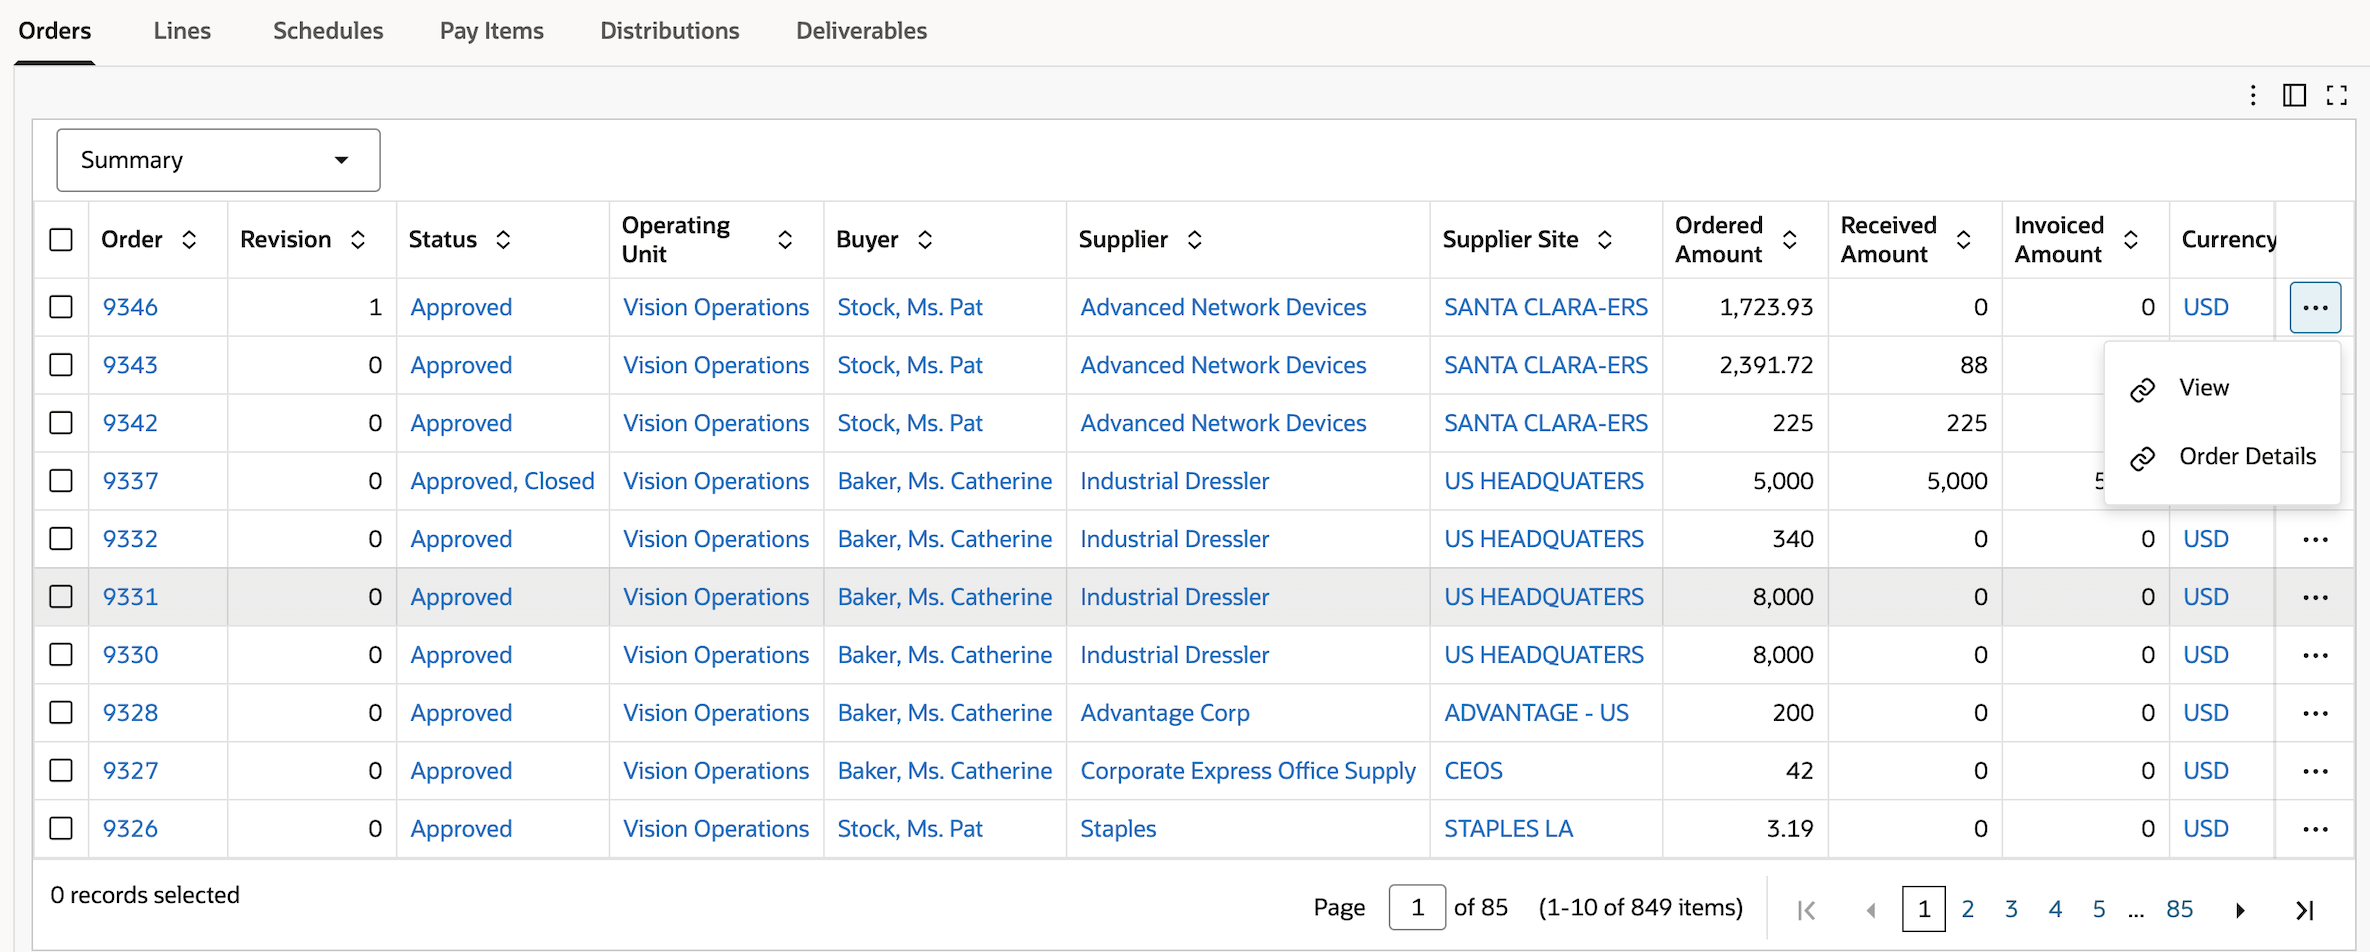 Orders Lines Schedules Pay Items Distributions Deliverables
Summary
Order Revision Status Operating Unit Buyer Supplier Supplier Site Ordered Amount Received Amount Invoiced Amount Currency
9346 1 Approved Vision Operations Stock, Ms. Pat Advanced Network Devices SANTA CLARA-ERS 1,723.93 0 0 USD ...
9343 0 Approved Vision Operations Stock, Ms. Pat Advanced Network Devices SANTA CLARA-ERS 2,391.72 88
View
9342 0 Approved Vision Operations Stock, Ms. Pat Advanced Network Devices SANTA CLARA-ERS 225 225
Order Details
9337 0 Approved, Closed Vision Operations Baker, Ms. Catherine Industrial Dressler US HEADQUATERS 5,000 5,000
9332 0 Approved Vision Operations Baker, Ms. Catherine Industrial Dressler US HEADQUATERS 340 0 0 USD ...
9331 0 Approved Vision Operations Baker, Ms. Catherine Industrial Dressler US HEADQUATERS 8,000 0 0 USD ...
9330 0 Approved Vision Operations Baker, Ms. Catherine Industrial Dressler US HEADQUATERS 8,000 0 0 USD ...
9328 0 Approved Vision Operations Baker, Ms. Catherine Advantage Corp ADVANTAGE - US 200 0 0 USD ...
9327 0 Approved Vision Operations Baker, Ms. Catherine Corporate Express Office Supply CEOS 42 0 0 USD ...
9326 0 Approved Vision Operations Stock, Ms. Pat Staples STAPLES LA 3.19 0 0 USD ...
0 records selected
Page 1 of 85 (1-10 of 849 items) 1 2 3 4 5 ... 85